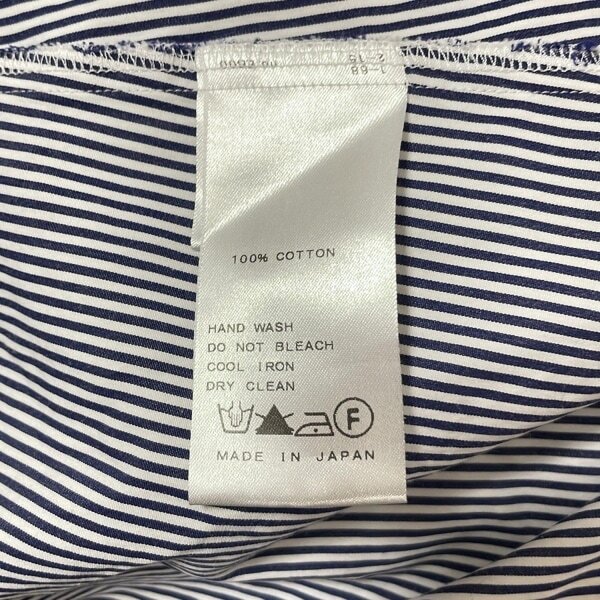 100% COTTON
HAND WASH
DO NOT BLEACH
COOL IRON
DRY CLEAN
F
MADE IN JAPAN